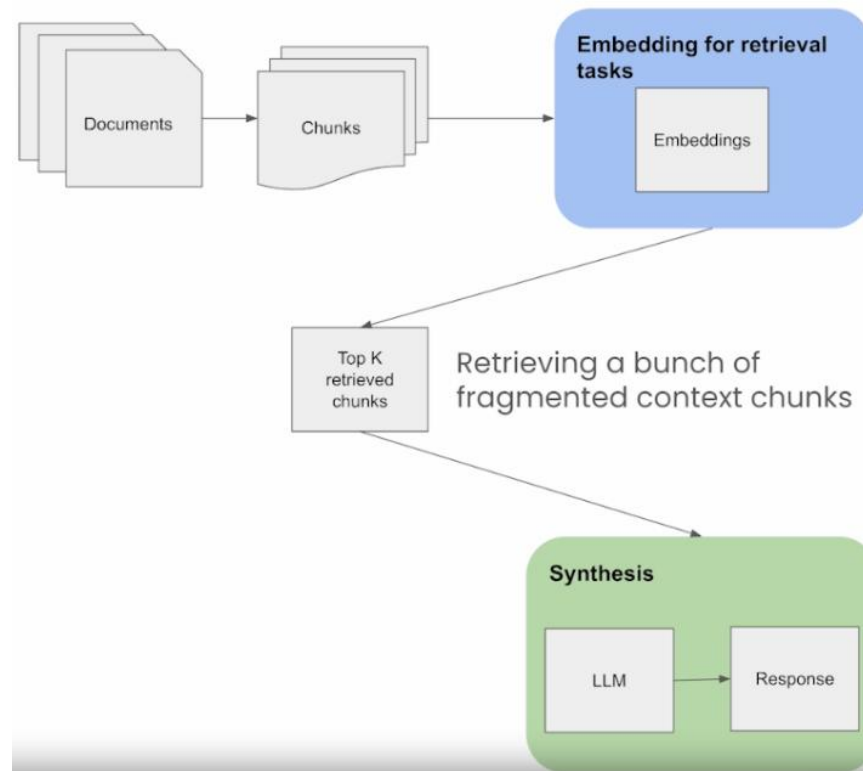 Embedding for retrieval
tasks
Documents
Chunks
Embeddings
Top K
retrieved
chunks
Retrieving a bunch of
fragmented context chunks
Synthesis
LLM
Response